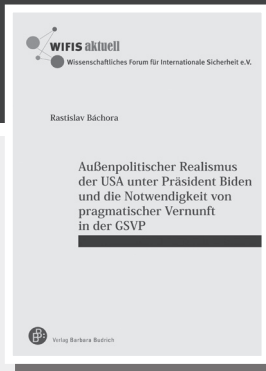 WIFIS aktuell
Wissenschaftliches Forum für Internationale Sicherheit e.V.
Rastislav Báchora
Außenpolitischer Realismus
der USA unter Präsident Biden
und die Notwendigkeit von
pragmatischer Vernunft
in der GSVP
B B:
Verlag Barbara Budrich